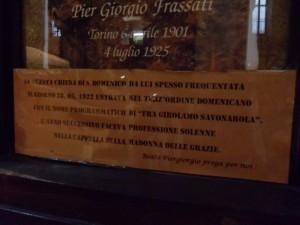 Pier Giorgio Frassati
Torino 6 aprile 1901
4 luglio 1925
IN QUESTA CHIESA DI S. DOMENICO DA LUI SPESSO FREQUENTATA
IL GIORNO 28. 05. 1922 ENTRAVA NEL TERZ'ORDINE DOMENICANO
CON IL NOME PROGRAMMATICO DI "FRA GIROLAMO SAVONAROLA".
L'ANNO SUCCESSIVO FACEVA PROFESSIONE SOLENNE
NELLA CAPPELLA DELLA MADONNA DELLE GRAZIE.
Beato Piergiorgio prega per noi